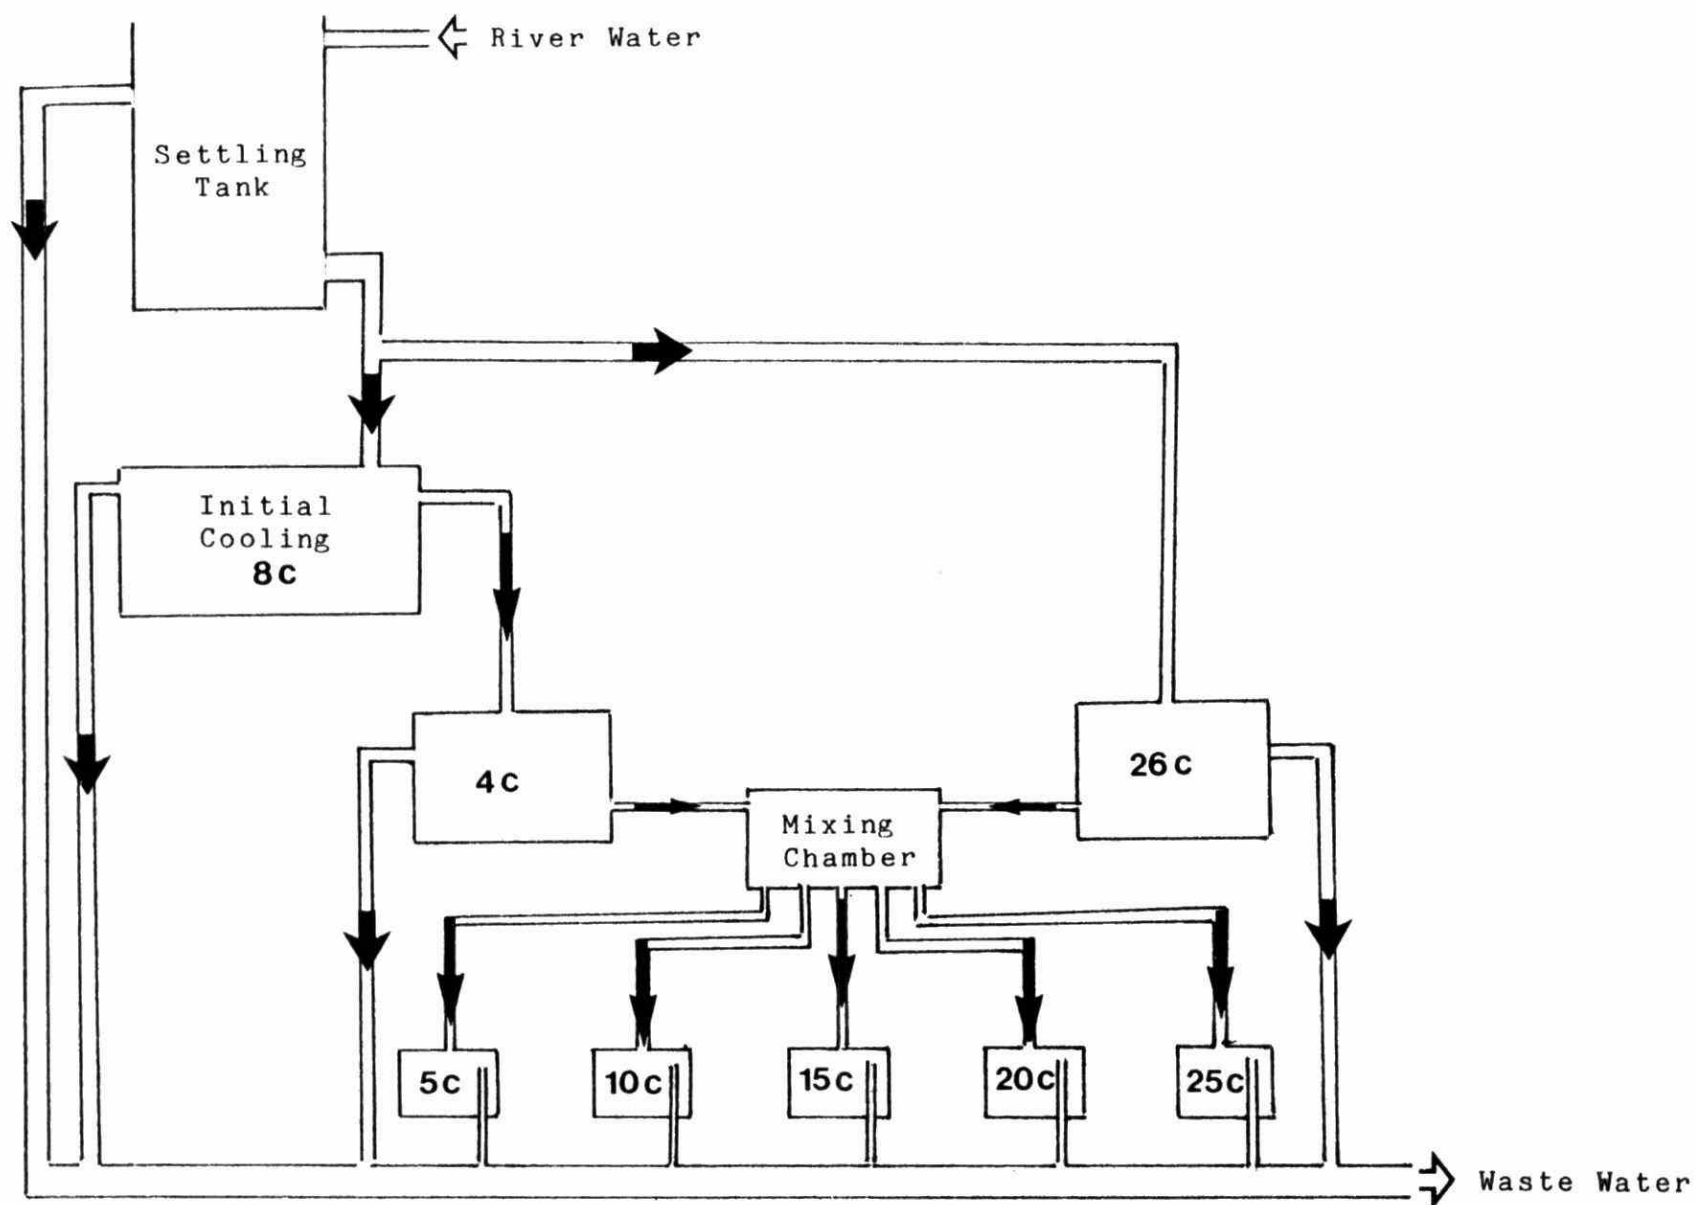 River Water
Settling
Tank
Initial
Cooling
8c
4c
26c
Mixing
Chamber
5c
10c
15c
20c
25c
Waste Water